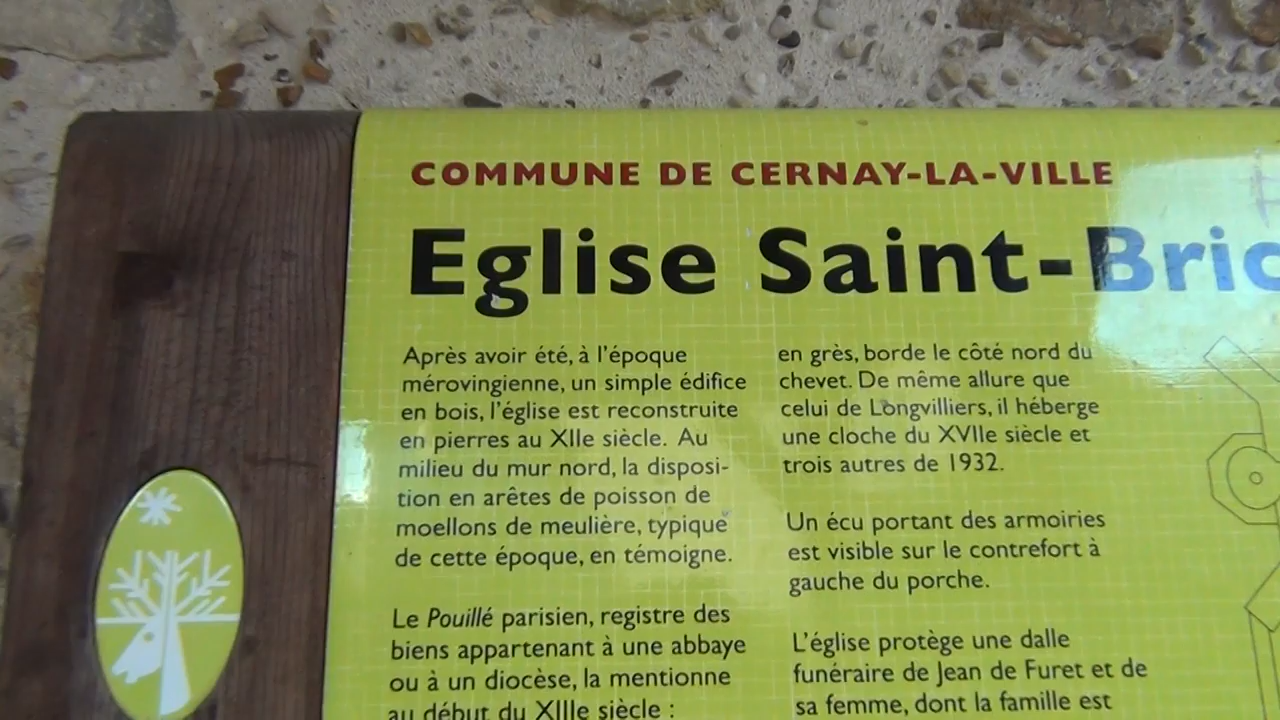 COMMUNE DE CERNAY-LA-VILLE
Eglise Saint-Bric
Après avoir été, à l'époque
mérovingienne, un simple édifice
en bois, l'église est reconstruite
en pierres au XIIe siècle. Au
milieu du mur nord, la disposi-
tion en arêtes de poisson de
moellons de meulière, typique
de cette époque, en témoigne.
Le Pouillé parisien, registre des
biens appartenant à une abbaye
ou à un diocèse, la mentionne
au début du XIIIe siècle :
en grès, borde le côté nord du
chevet. De même allure que
celui de Longvilliers, il héberge
une cloche du XVIIe siècle et
trois autres de 1932.
Un écu portant des armoiries
est visible sur le contrefort à
gauche du porche.
L'église protège une dalle
funéraire de Jean de Furet et de
sa femme, dont la famille est